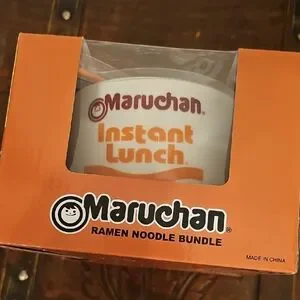 Maruchan®
Instant
Lunch®
Maruchan®
RAMEN NOODLE BUNDLE
MADE IN CHINA